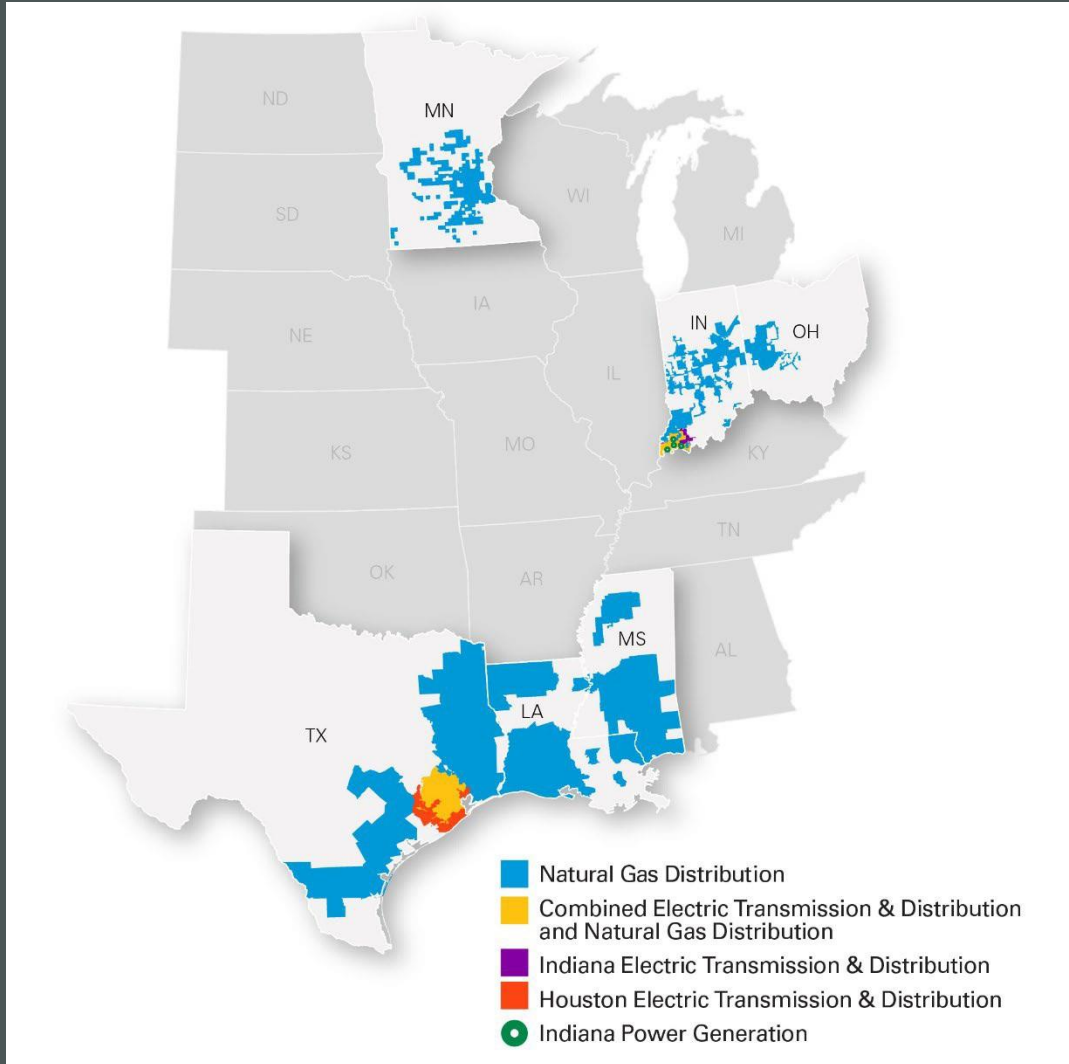 ND
MN
SD
WI
MI
IA
NE
IN
OH
IL
KS
MO
KY
TN
OK
AR
MS
AL
LA
TX
Natural Gas Distribution
Combined Electric Transmission & Distribution
and Natural Gas Distribution
Indiana Electric Transmission & Distribution
Houston Electric Transmission & Distribution
Indiana Power Generation